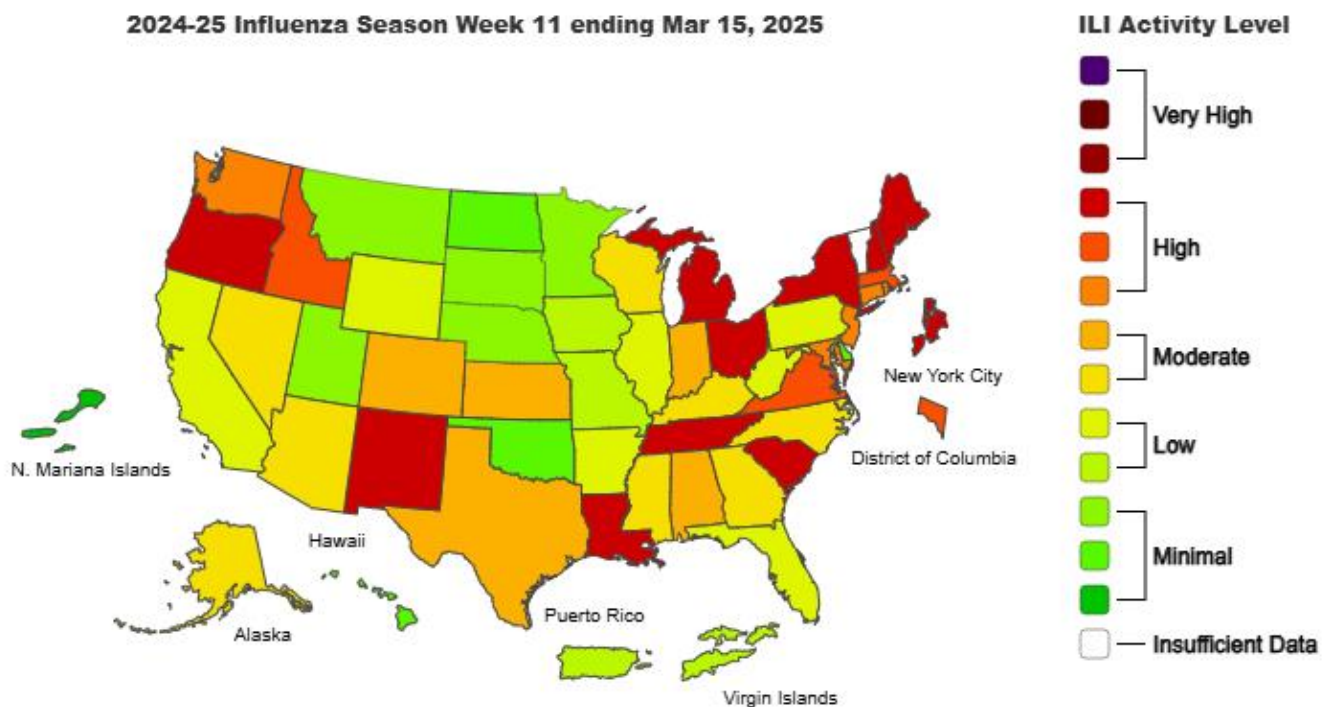 2024-25 Influenza Season Week 11 ending Mar 15, 2025
ILI Activity Level
Very High
High
Moderate
Low
Minimal
Insufficient Data
New York City
District of Columbia
N. Mariana Islands
Hawaii
Alaska
Puerto Rico
Virgin Islands